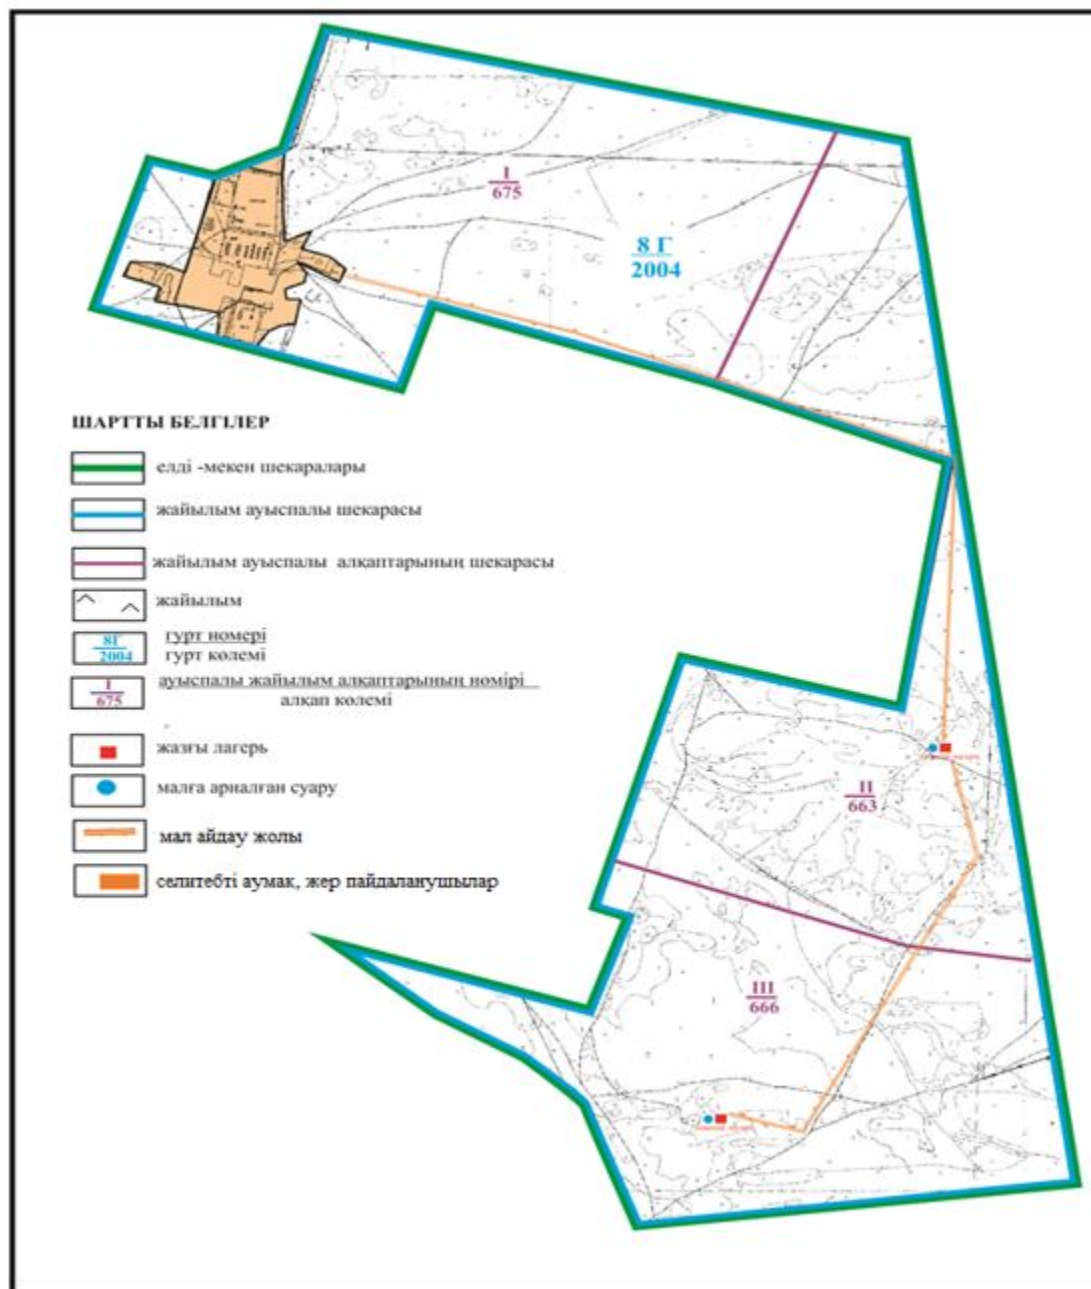 I
675
8 Г
2004
ШАРТТЫ БЕЛГІЛЕР
елді -мекен шекаралары
жайылым ауыспалы шекарасы
жайылым ауыспалы алқаптарының шекарасы
жайылым
8Г
2004
гурт номері
гурт көлемі
I
675
ауыспалы жайылым алқаптарының номірі
алқап көлемі
жазғы лагерь
малға арналған суару
мал айдау жолы
селитебті аумақ, жер пайдаланушылар
II
663
III
666